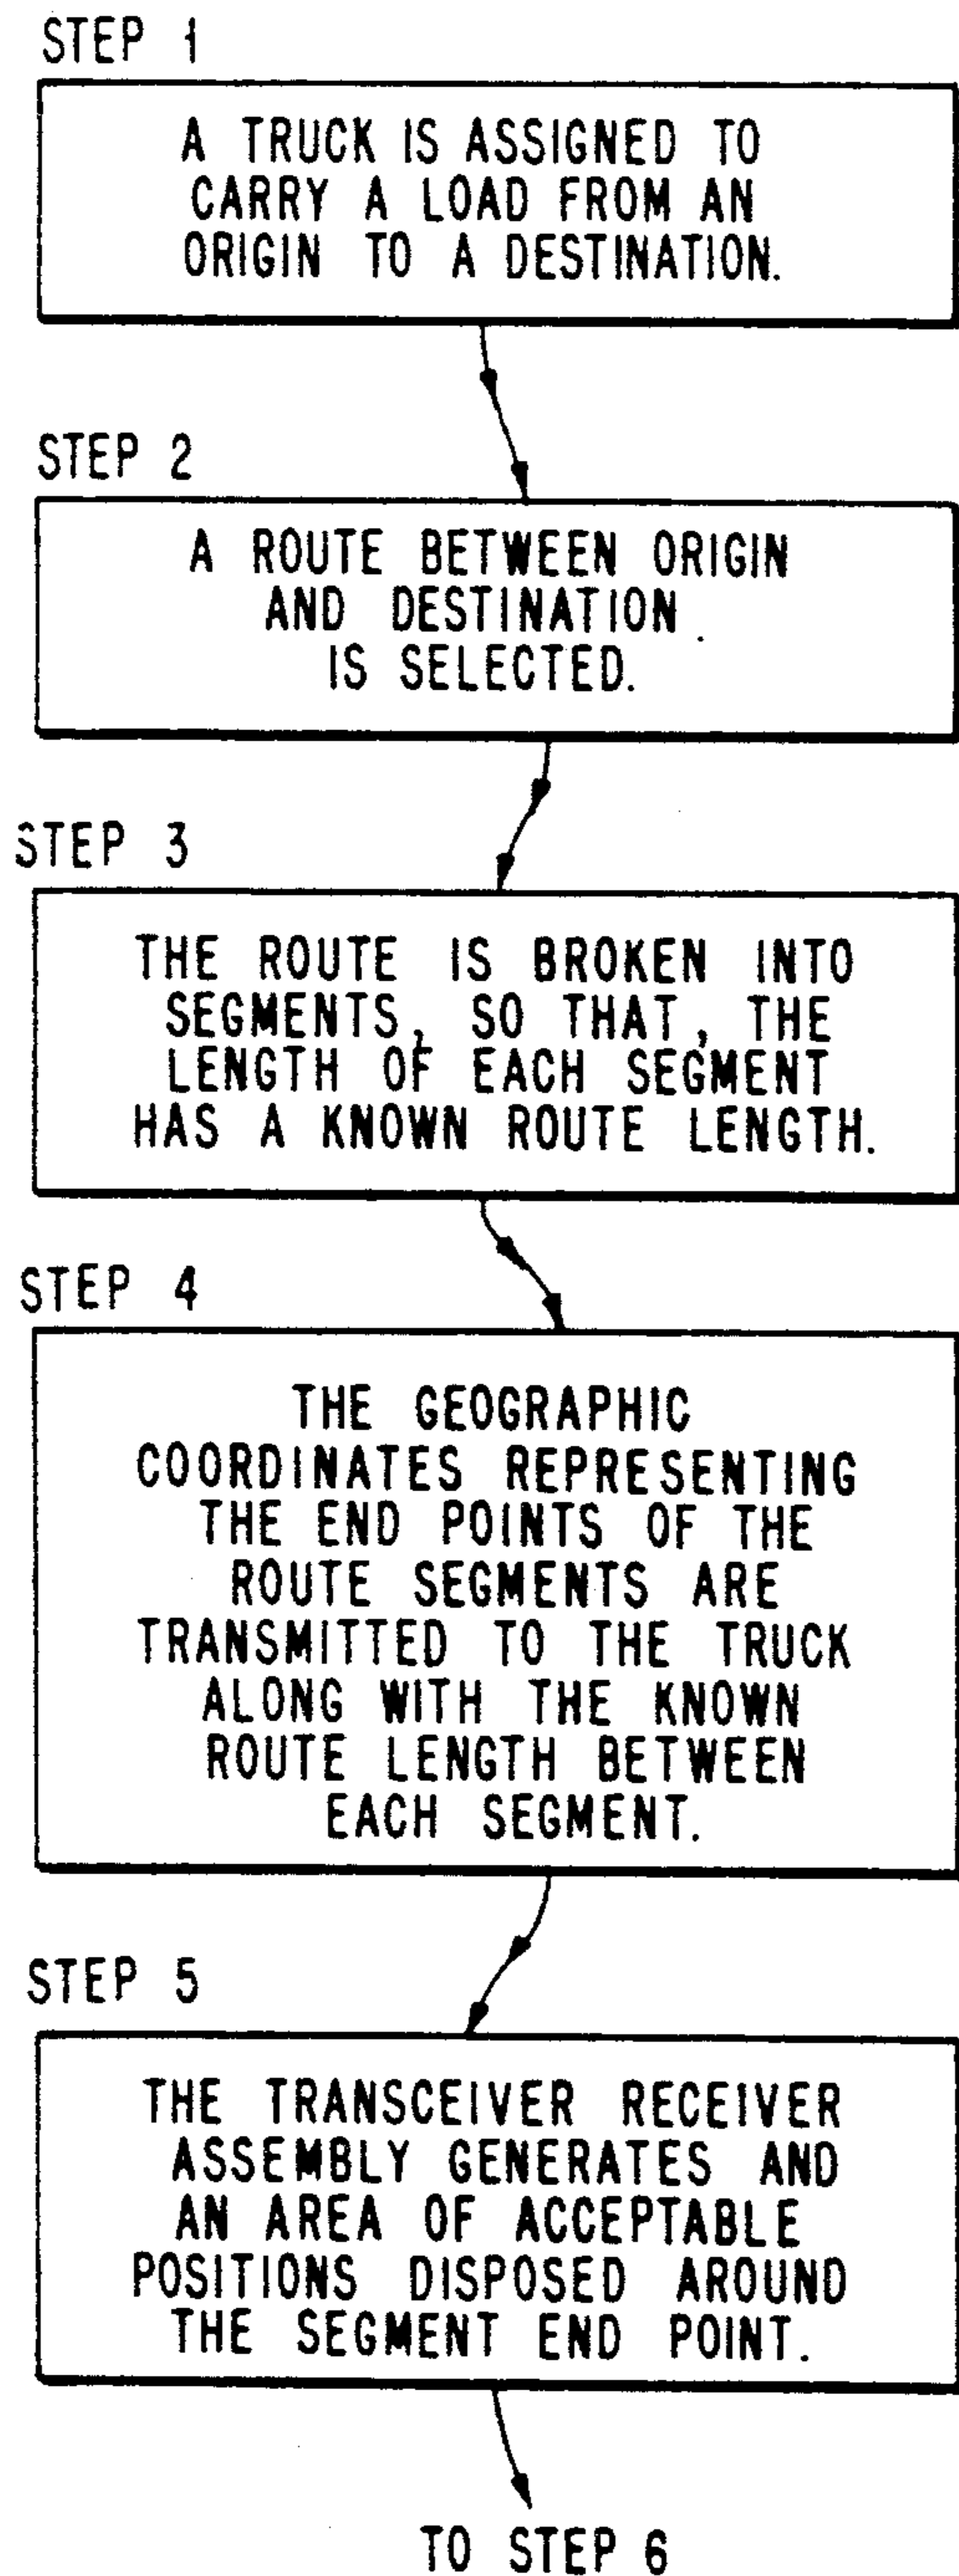 STEP 1
A TRUCK IS ASSIGNED TO
CARRY A LOAD FROM AN
ORIGIN TO A DESTINATION.
STEP 2
A ROUTE BETWEEN ORIGIN
AND DESTINATION
IS SELECTED.
STEP 3
THE ROUTE IS BROKEN INTO
SEGMENTS, SO THAT, THE
LENGTH OF EACH SEGMENT
HAS A KNOWN ROUTE LENGTH.
STEP 4
THE GEOGRAPHIC
COORDINATES REPRESENTING
THE END POINTS OF THE
ROUTE SEGMENTS ARE
TRANSMITTED TO THE TRUCK
ALONG WITH THE KNOWN
ROUTE LENGTH BETWEEN
EACH SEGMENT.
STEP 5
THE TRANSCEIVER RECEIVER
ASSEMBLY GENERATES AND
AN AREA OF ACCEPTABLE
POSITIONS DISPOSED AROUND
THE SEGMENT END POINT.
TO STEP 6